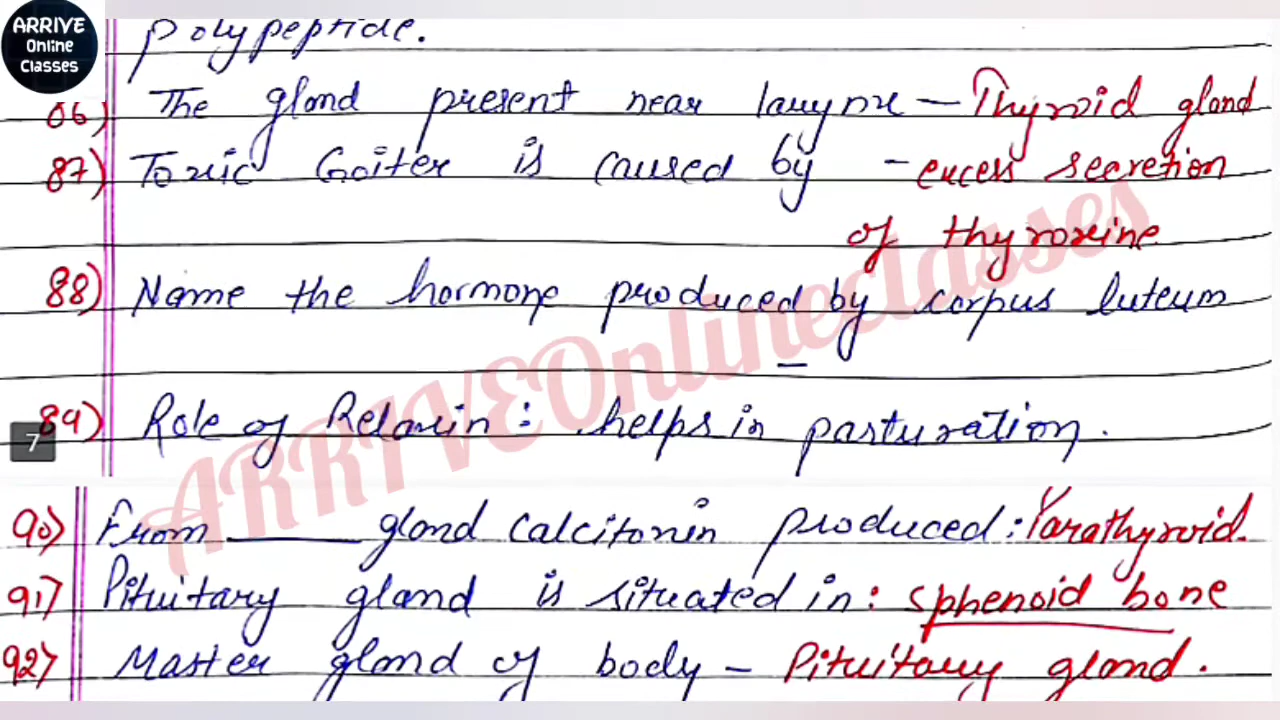 ARRIVE
Online
Classes
polypeptide.
86) The gland present near larynx - Thyroid gland
87) Toxic Goiter is caused by - excess secretion
of thyroxine
88) Name the hormone produced by corpus luteum
-
89) Role of Relaxin : helps in parturation.
7
90) From ______ gland Calcitonin produced : Parathyroid.
91) Pituitary gland is situated in : sphenoid bone
92) Master gland of body - Pituitary gland.
ARRIVEOnlineclasses